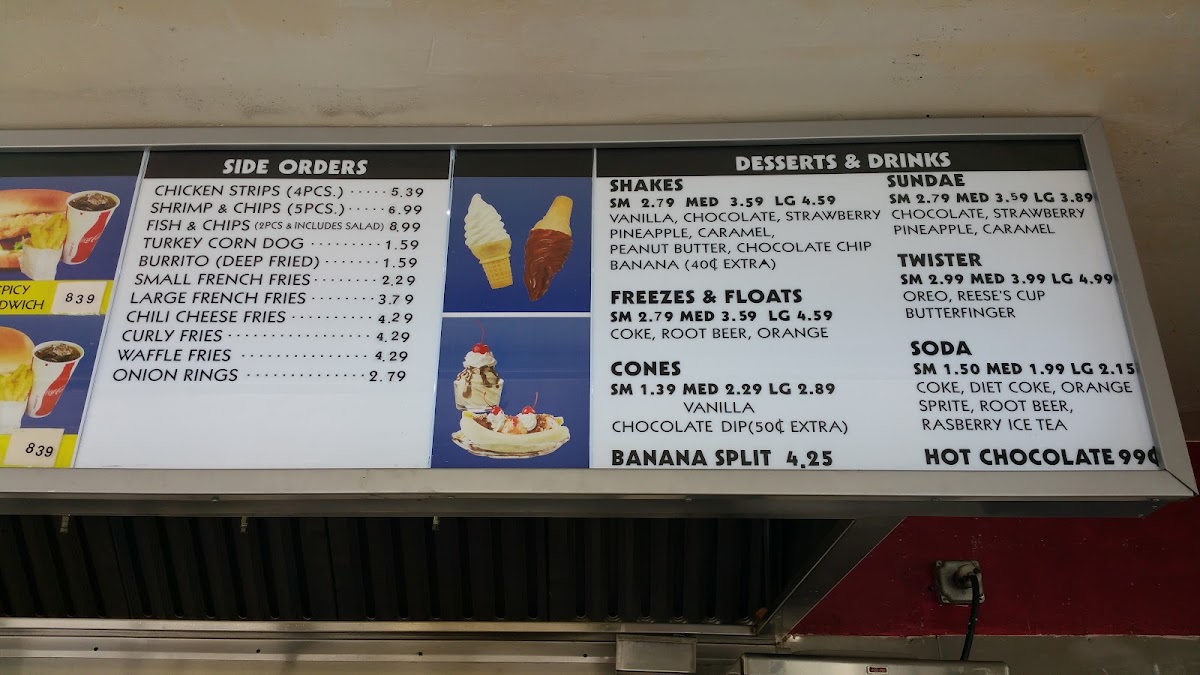 PICY
DWICH 8 39
8 39
SIDE ORDERS
CHICKEN STRIPS (4PCS.) ····· 5.39
SHRIMP & CHIPS (5PCS.) ····· 6.99
FISH & CHIPS (2PCS & INCLUDES SALAD) 8,99
TURKEY CORN DOG ·········· 1.59
BURRITO (DEEP FRIED) ········ 1.59
SMALL FRENCH FRIES ·········· 2.29
LARGE FRENCH FRIES ·········· 3.79
CHILI CHEESE FRIES ············· 4.29
CURLY FRIES ···················· 4.29
WAFFLE FRIES ·················· 4.29
ONION RINGS ················· 2.79
DESSERTS & DRINKS
SHAKES
SM 2.79 MED 3.59 LG 4.59
VANILLA, CHOCOLATE, STRAWBERRY
PINEAPPLE, CARAMEL,
PEANUT BUTTER, CHOCOLATE CHIP
BANANA (40¢ EXTRA)
FREEZES & FLOATS
SM 2.79 MED 3.59 LG 4.59
COKE, ROOT BEER, ORANGE
CONES
SM 1.39 MED 2.29 LG 2.89
VANILLA
CHOCOLATE DIP(50¢ EXTRA)
BANANA SPLIT 4.25
SUNDAE
SM 2.79 MED 3.59 LG 3.89
CHOCOLATE, STRAWBERRY
PINEAPPLE, CARAMEL
TWISTER
SM 2.99 MED 3.99 LG 4.99
OREO, REESE'S CUP
BUTTERFINGER
SODA
SM 1.50 MED 1.99 LG 2.15
COKE, DIET COKE, ORANGE
SPRITE, ROOT BEER,
RASBERRY ICE TEA
HOT CHOCOLATE 99¢